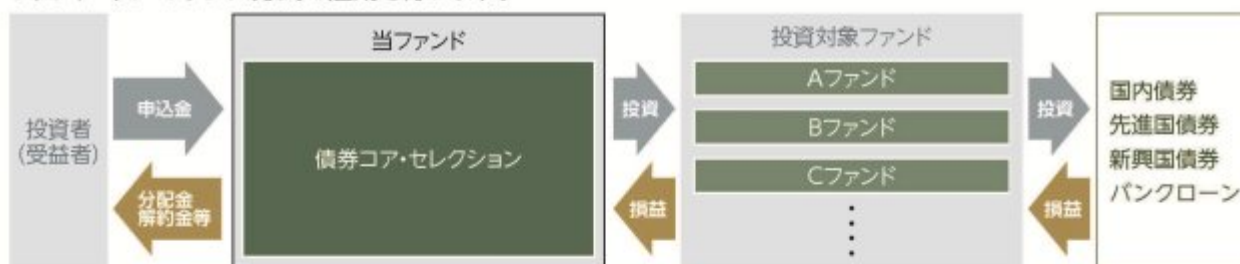 当ファンド
投資対象ファンド
投資者
(受益者)
申込金
分配金
解約金等
債券コア・セレクション
投資
損益
Aファンド
Bファンド
Cファンド
投資
損益
国内債券
先進国債券
新興国債券
バンクローン